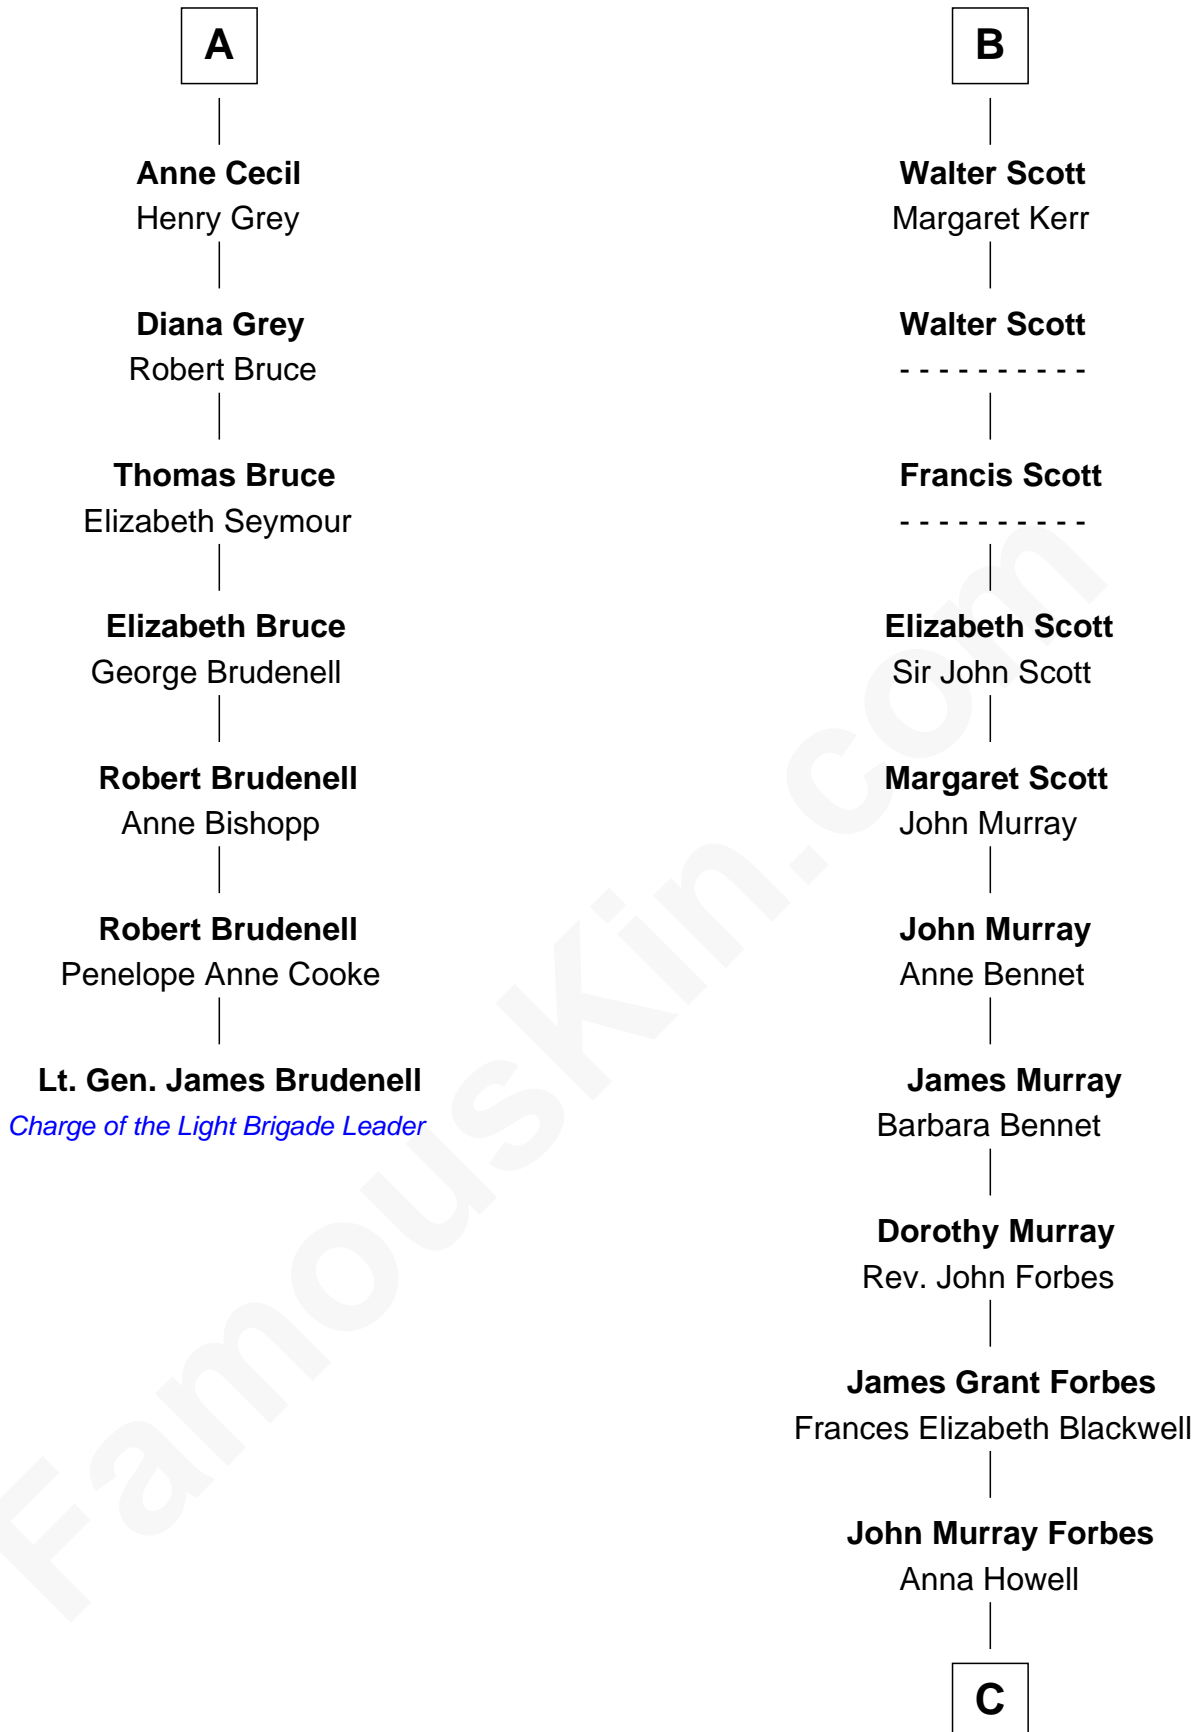 A
Anne Cecil
Henry Grey
Diana Grey
Robert Bruce
Thomas Bruce
Elizabeth Seymour
Elizabeth Bruce
George Brudenell
Robert Brudenell
Anne Bishopp
Robert Brudenell
Penelope Anne Cooke
Lt. Gen. James Brudenell
Charge of the Light Brigade Leader
B
Walter Scott
Margaret Kerr
Walter Scott
- - - - - - - - - -
Francis Scott
- - - - - - - - - -
Elizabeth Scott
Sir John Scott
Margaret Scott
John Murray
John Murray
Anne Bennet
James Murray
Barbara Bennet
Dorothy Murray
Rev. John Forbes
James Grant Forbes
Frances Elizabeth Blackwell
John Murray Forbes
Anna Howell
C
FamousKin.com